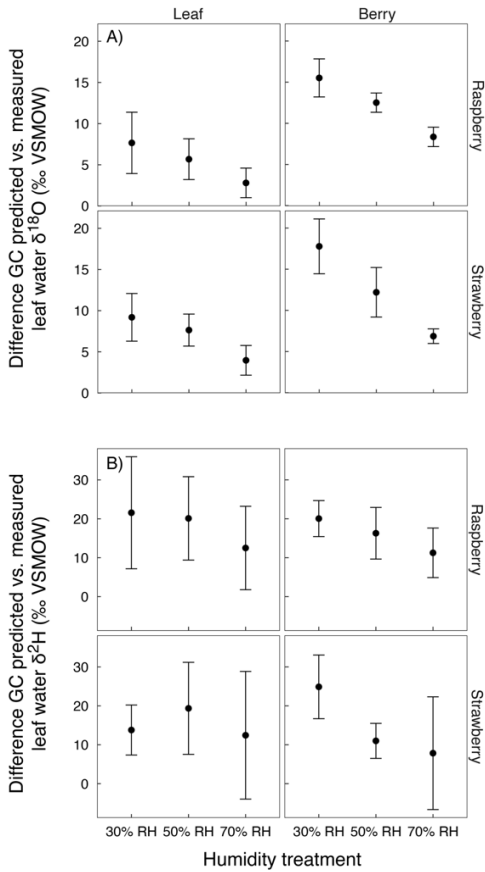 Leaf
Berry
A)
Difference GC predicted vs. measured
leaf water δ¹⁸O (‰ VSMOW)
20
15
10
5
0
Raspberry
20
15
10
5
0
Strawberry
B)
Difference GC predicted vs. measured
leaf water δ²H (‰ VSMOW)
30
20
10
0
Raspberry
30
20
10
0
Strawberry
30% RH 50% RH 70% RH 30% RH 50% RH 70% RH
Humidity treatment